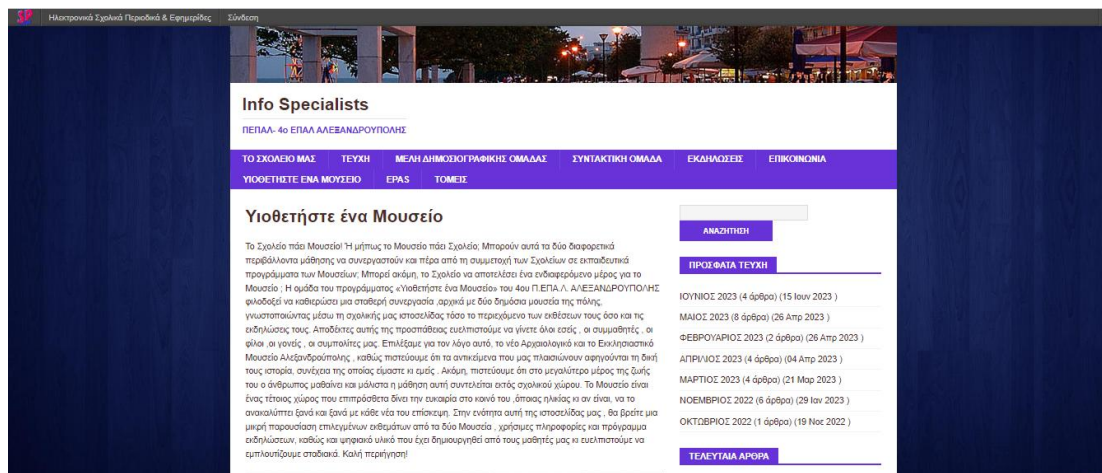 Ηλεκτρονικά Σχολικά Περιοδικά & Εφημερίδες Σύνδεση
Info Specialists
ΠΕΠΑΛ- 4ο ΕΠΑΛ ΑΛΕΞΑΝΔΡΟΥΠΟΛΗΣ
ΤΟ ΣΧΟΛΕΙΟ ΜΑΣ ΤΕΥΧΗ ΜΕΛΗ ΔΗΜΟΣΙΟΓΡΑΦΙΚΗΣ ΟΜΑΔΑΣ ΣΥΝΤΑΚΤΙΚΗ ΟΜΑΔΑ ΕΚΔΗΛΩΣΕΙΣ ΕΠΙΚΟΙΝΩΝΙΑ
ΥΙΟΘΕΤΗΣΤΕ ΕΝΑ ΜΟΥΣΕΙΟ EPAS ΤΟΜΕΙΣ
Υιοθετήστε ένα Μουσείο
Το Σχολείο πάει Μουσείο! Ή μήπως το Μουσείο πάει Σχολείο; Μπορούν αυτά τα δύο διαφορετικά
περιβάλλοντα μάθησης να συνεργαστούν και πέρα από τη συμμετοχή των Σχολείων σε εκπαιδευτικά
προγράμματα των Μουσείων; Μπορεί ακόμη, το Σχολείο να αποτελέσει ένα ενδιαφερόμενο μέρος για το
Μουσείο ; Η ομάδα του προγράμματος «Υιοθετήστε ένα Μουσείο» του 4ου Π.ΕΠΑ.Λ. ΑΛΕΞΑΝΔΡΟΥΠΟΛΗΣ
φιλοδοξεί να καθιερώσει μια σταθερή συνεργασία ,αρχικά με δύο δημόσια μουσεία της πόλης,
γνωστοποιώντας μέσω τη σχολικής μας ιστοσελίδας τόσο το περιεχόμενο των εκθέσεων τους όσο και τις
εκδηλώσεις τους. Αποδέκτες αυτής της προσπάθειας ευελπιστούμε να γίνετε όλοι εσείς , οι συμμαθητές , οι
φίλοι ,οι γονείς , οι συμπολίτες μας. Επιλέξαμε για τον λόγο αυτό, το νέο Αρχαιολογικό και το Εκκλησιαστικό
Μουσείο Αλεξανδρούπολης , καθώς πιστεύουμε ότι τα αντικείμενα που μας πλαισιώνουν αφηγούνται τη δική
τους ιστορία, συνέχεια της οποίας είμαστε κι εμείς . Ακόμη, πιστεύουμε ότι στο μεγαλύτερο μέρος της ζωής
του ο άνθρωπος μαθαίνει και μάλιστα η μάθηση αυτή συντελείται εκτός σχολικού χώρου. Το Μουσείο είναι
ένας τέτοιος χώρος που επιπρόσθετα δίνει την ευκαιρία στο κοινό του ,όποιας ηλικίας κι αν είναι, να το
ανακαλύπτει ξανά και ξανά με κάθε νέα του επίσκεψη. Στην ενότητα αυτή της ιστοσελίδας μας , θα βρείτε μια
μικρή παρουσίαση επιλεγμένων εκθεμάτων από τα δύο Μουσεία , χρήσιμες πληροφορίες και πρόγραμμα
εκδηλώσεων, καθώς και ψηφιακό υλικό που έχει δημιουργηθεί από τους μαθητές μας κι ευελπιστούμε να
εμπλουτίζουμε σταδιακά. Καλή περιήγηση!
ΑΝΑΖΗΤΗΣΗ
ΠΡΟΣΦΑΤΑ ΤΕΥΧΗ
ΙΟΥΝΙΟΣ 2023 (4 άρθρα) (15 Ιουν 2023 )
ΜΑΙΟΣ 2023 (8 άρθρα) (26 Απρ 2023 )
ΦΕΒΡΟΥΑΡΙΟΣ 2023 (2 άρθρα) (26 Απρ 2023 )
ΑΠΡΙΛΙΟΣ 2023 (4 άρθρα) (04 Απρ 2023 )
ΜΑΡΤΙΟΣ 2023 (4 άρθρα) (21 Μαρ 2023 )
ΝΟΕΜΒΡΙΟΣ 2022 (6 άρθρα) (29 Ιαν 2023 )
ΟΚΤΩΒΡΙΟΣ 2022 (1 άρθρα) (19 Νοε 2022 )
ΤΕΛΕΥΤΑΙΑ ΑΡΘΡΑ